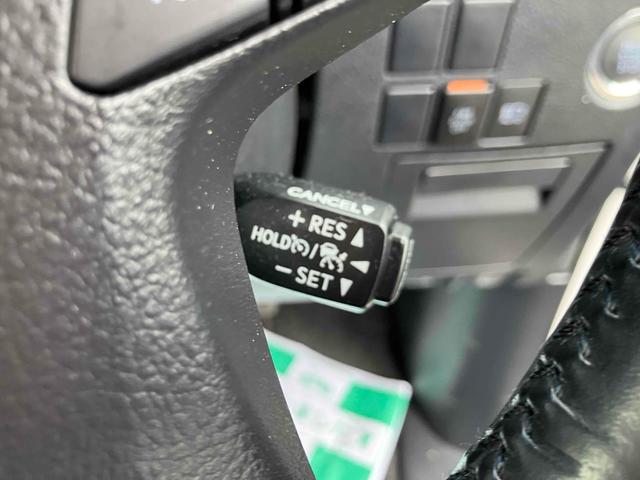 CANCEL▼
+ RES ▲
HOLD / ◀
− SET ▼